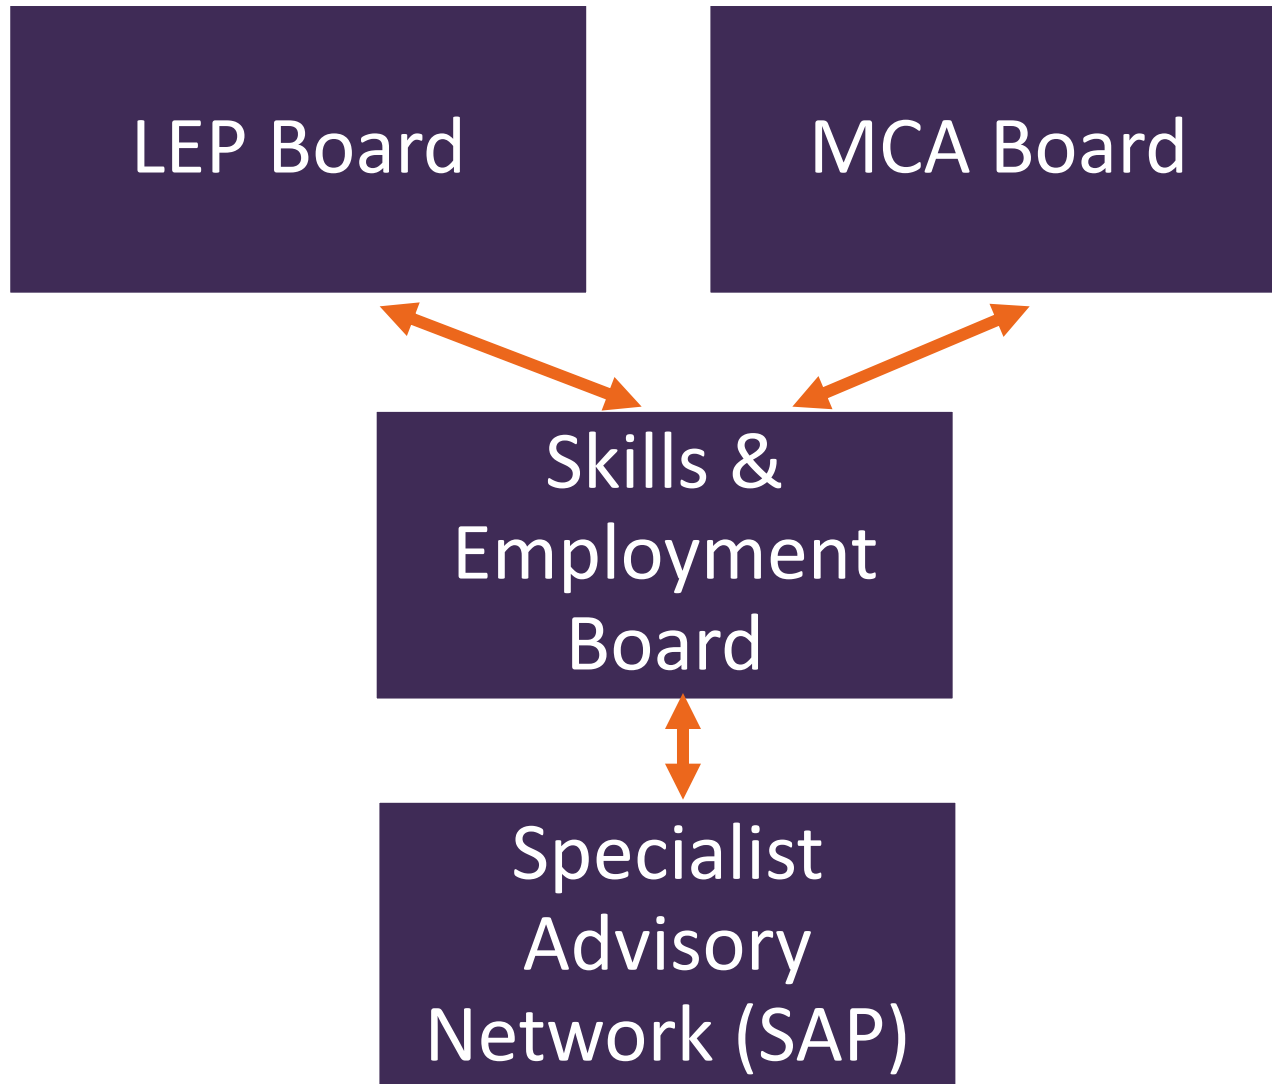 LEP Board
MCA Board
Skills &
Employment
Board
Specialist
Advisory
Network (SAP)